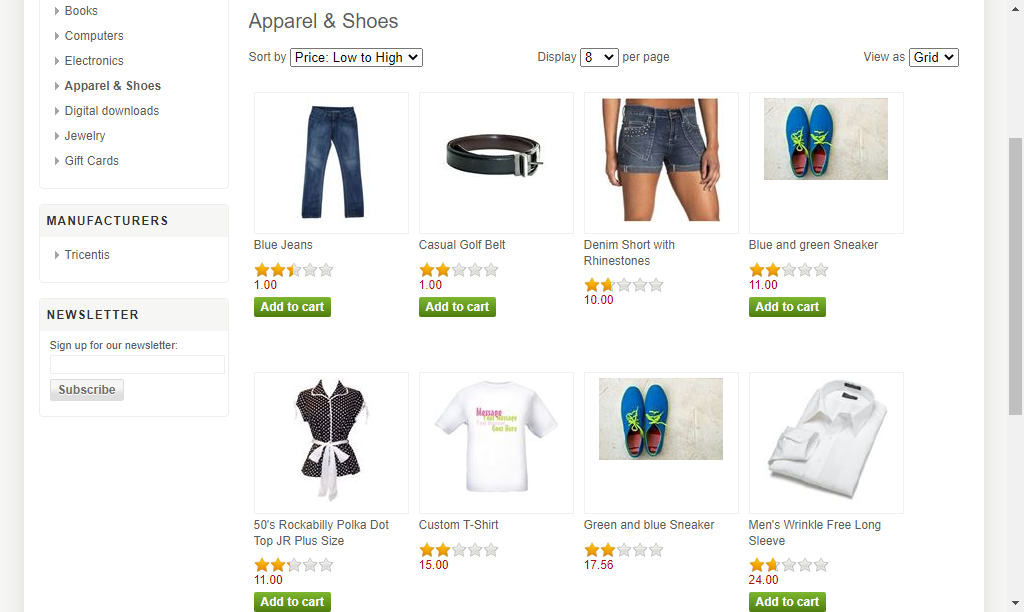 Books
Computers
Electronics
Apparel & Shoes
Digital downloads
Jewelry
Gift Cards
MANUFACTURERS
Tricentis
NEWSLETTER
Sign up for our newsletter:
Subscribe
Apparel & Shoes
Sort by Price: Low to High Display 8 per page View as Grid
Blue Jeans
1.00
Add to cart
Casual Golf Belt
1.00
Add to cart
Denim Short with
Rhinestones
10.00
Blue and green Sneaker
11.00
Add to cart
50's Rockabilly Polka Dot
Top JR Plus Size
11.00
Add to cart
Message
Your Message
Goes Here
Custom T-Shirt
15.00
Green and blue Sneaker
17.56
Men's Wrinkle Free Long
Sleeve
24.00
Add to cart